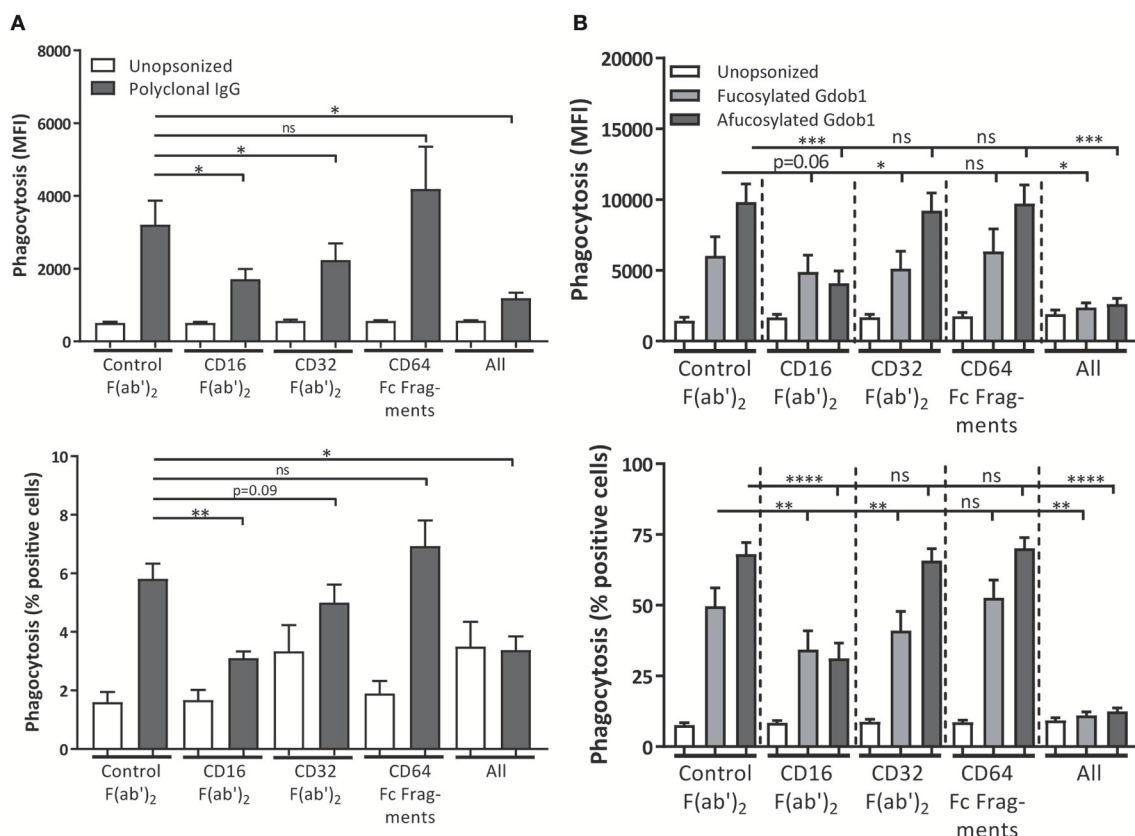 A
Phagocytosis (MFI)
8000
6000
4000
2000
0
Unopsonized
Polyclonal IgG
*
ns
*
*
Control
F(ab')2
CD16
F(ab')2
CD32
F(ab')2
CD64
Fc Frag-
ments
All
B
Phagocytosis (MFI)
20000
15000
10000
5000
0
Unopsonized
Fucosylated Gdob1
Afucosylated Gdob1
*** ns ns ***
p=0.06 * ns *
Control
F(ab')2
CD16
F(ab')2
CD32
F(ab')2
CD64
Fc Frag-
ments
All
Phagocytosis (% positive cells)
10
8
6
4
2
0
*
ns
p=0.09
**
Control
F(ab')2
CD16
F(ab')2
CD32
F(ab')2
CD64
Fc Frag-
ments
All
Phagocytosis (% positive cells)
100
75
50
25
0
**** ns ns ****
** ** ns **
Control
F(ab')2
CD16
F(ab')2
CD32
F(ab')2
CD64
Fc Frag-
ments
All